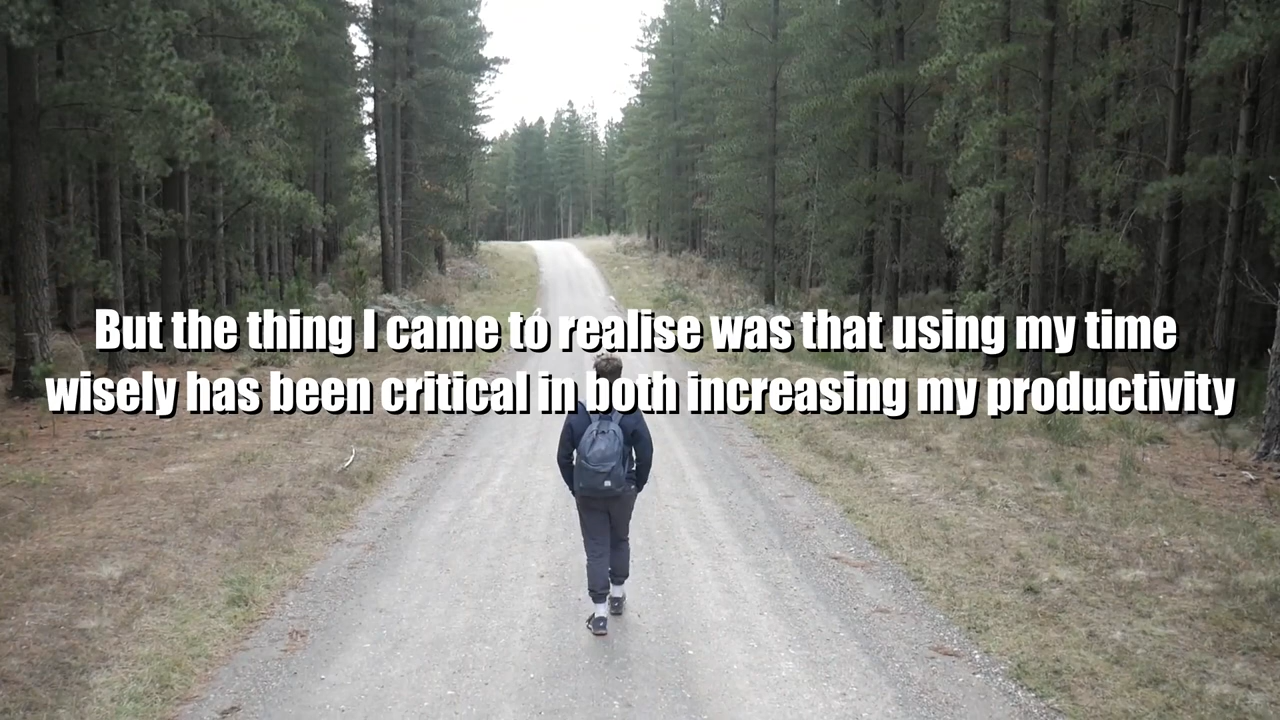 But the thing I came to realise was that using my time
wisely has been critical in both increasing my productivity